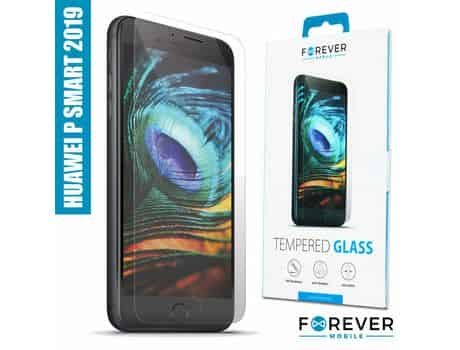 HUAWEI P SMART 2019
FOREVER
MOBILE
TEMPERED GLASS
FOREVER
MOBILE